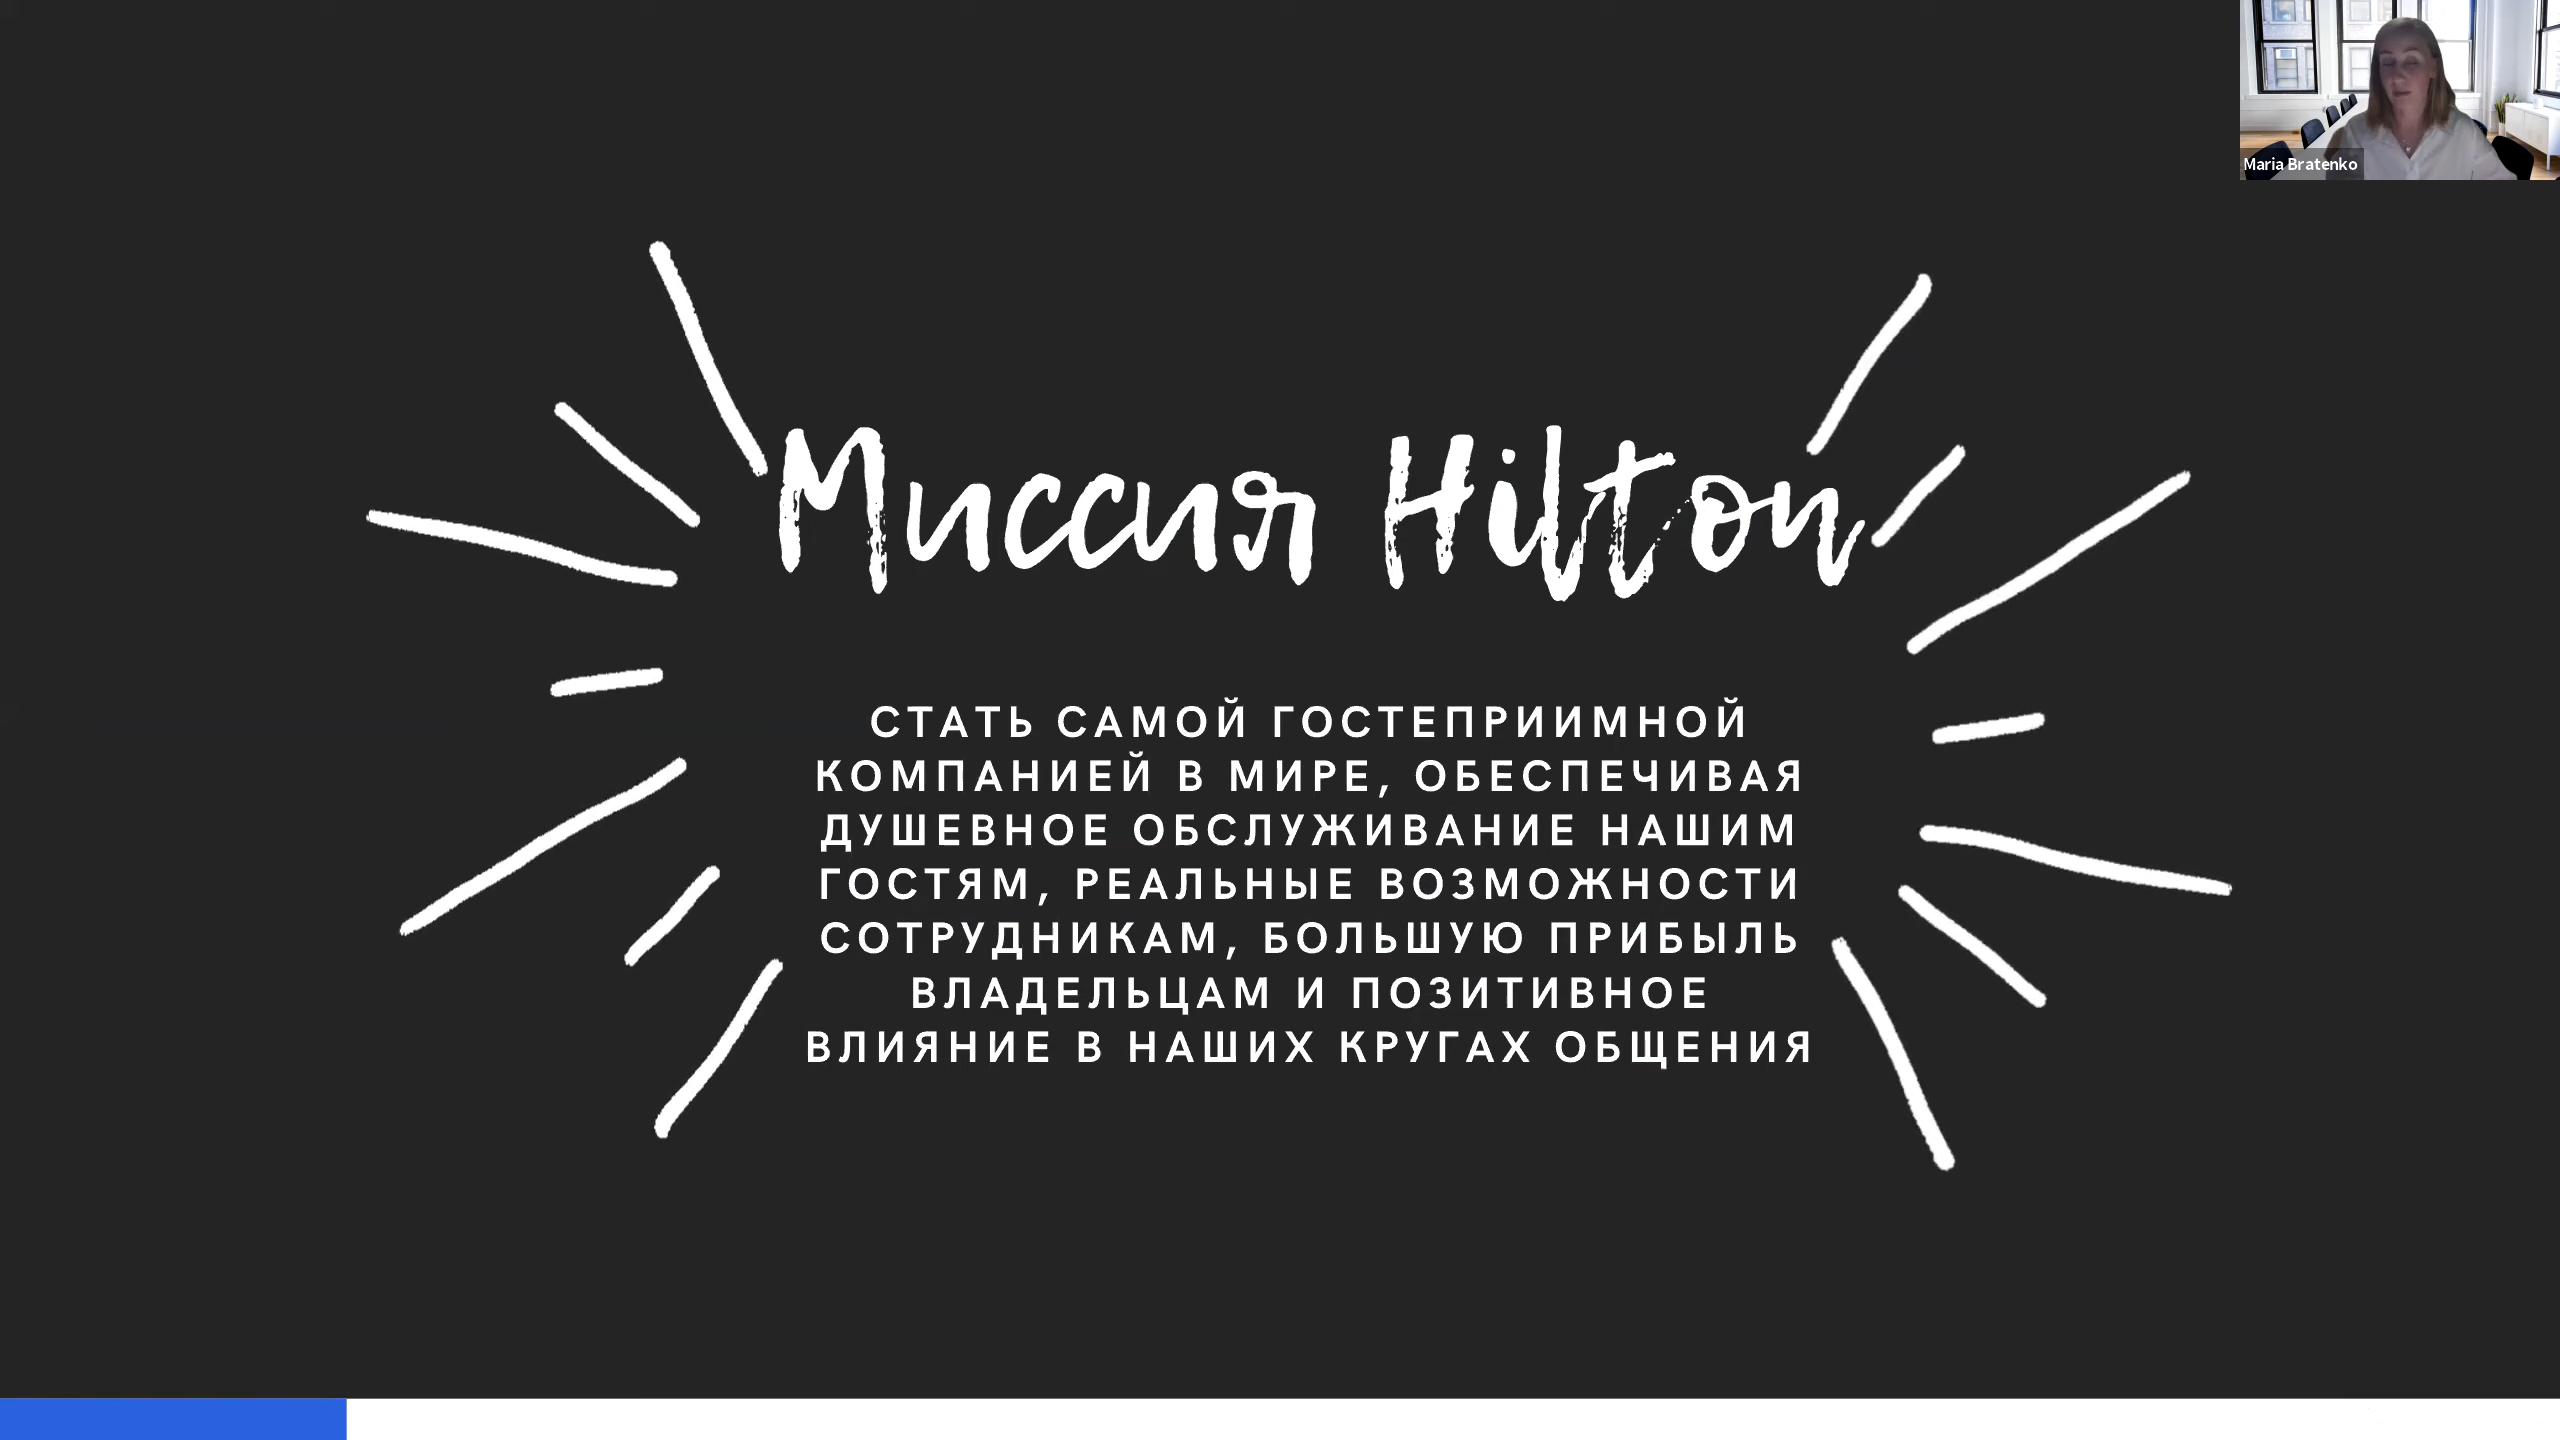 Maria Bratenko
Миссия Hilton
СТАТЬ САМОЙ ГОСТЕПРИИМНОЙ
КОМПАНИЕЙ В МИРЕ, ОБЕСПЕЧИВАЯ
ДУШЕВНОЕ ОБСЛУЖИВАНИЕ НАШИМ
ГОСТЯМ, РЕАЛЬНЫЕ ВОЗМОЖНОСТИ
СОТРУДНИКАМ, БОЛЬШУЮ ПРИБЫЛЬ
ВЛАДЕЛЬЦАМ И ПОЗИТИВНОЕ
ВЛИЯНИЕ В НАШИХ КРУГАХ ОБЩЕНИЯ